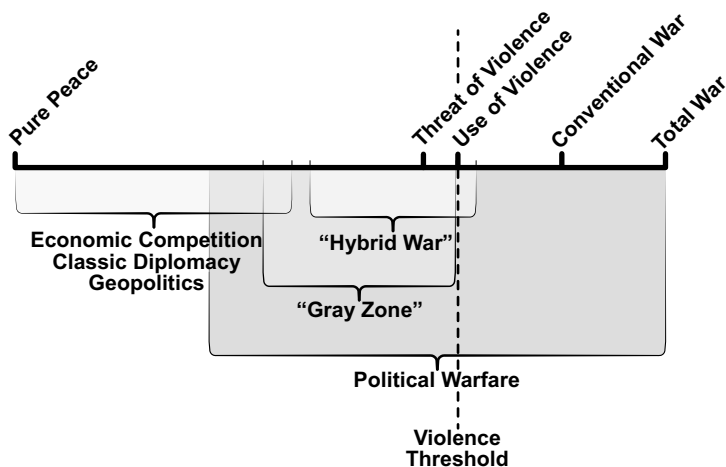 Pure Peace
Threat of Violence
Use of Violence
Conventional War
Total War
Economic Competition
Classic Diplomacy
Geopolitics
“Hybrid War”
“Gray Zone”
Political Warfare
Violence
Threshold